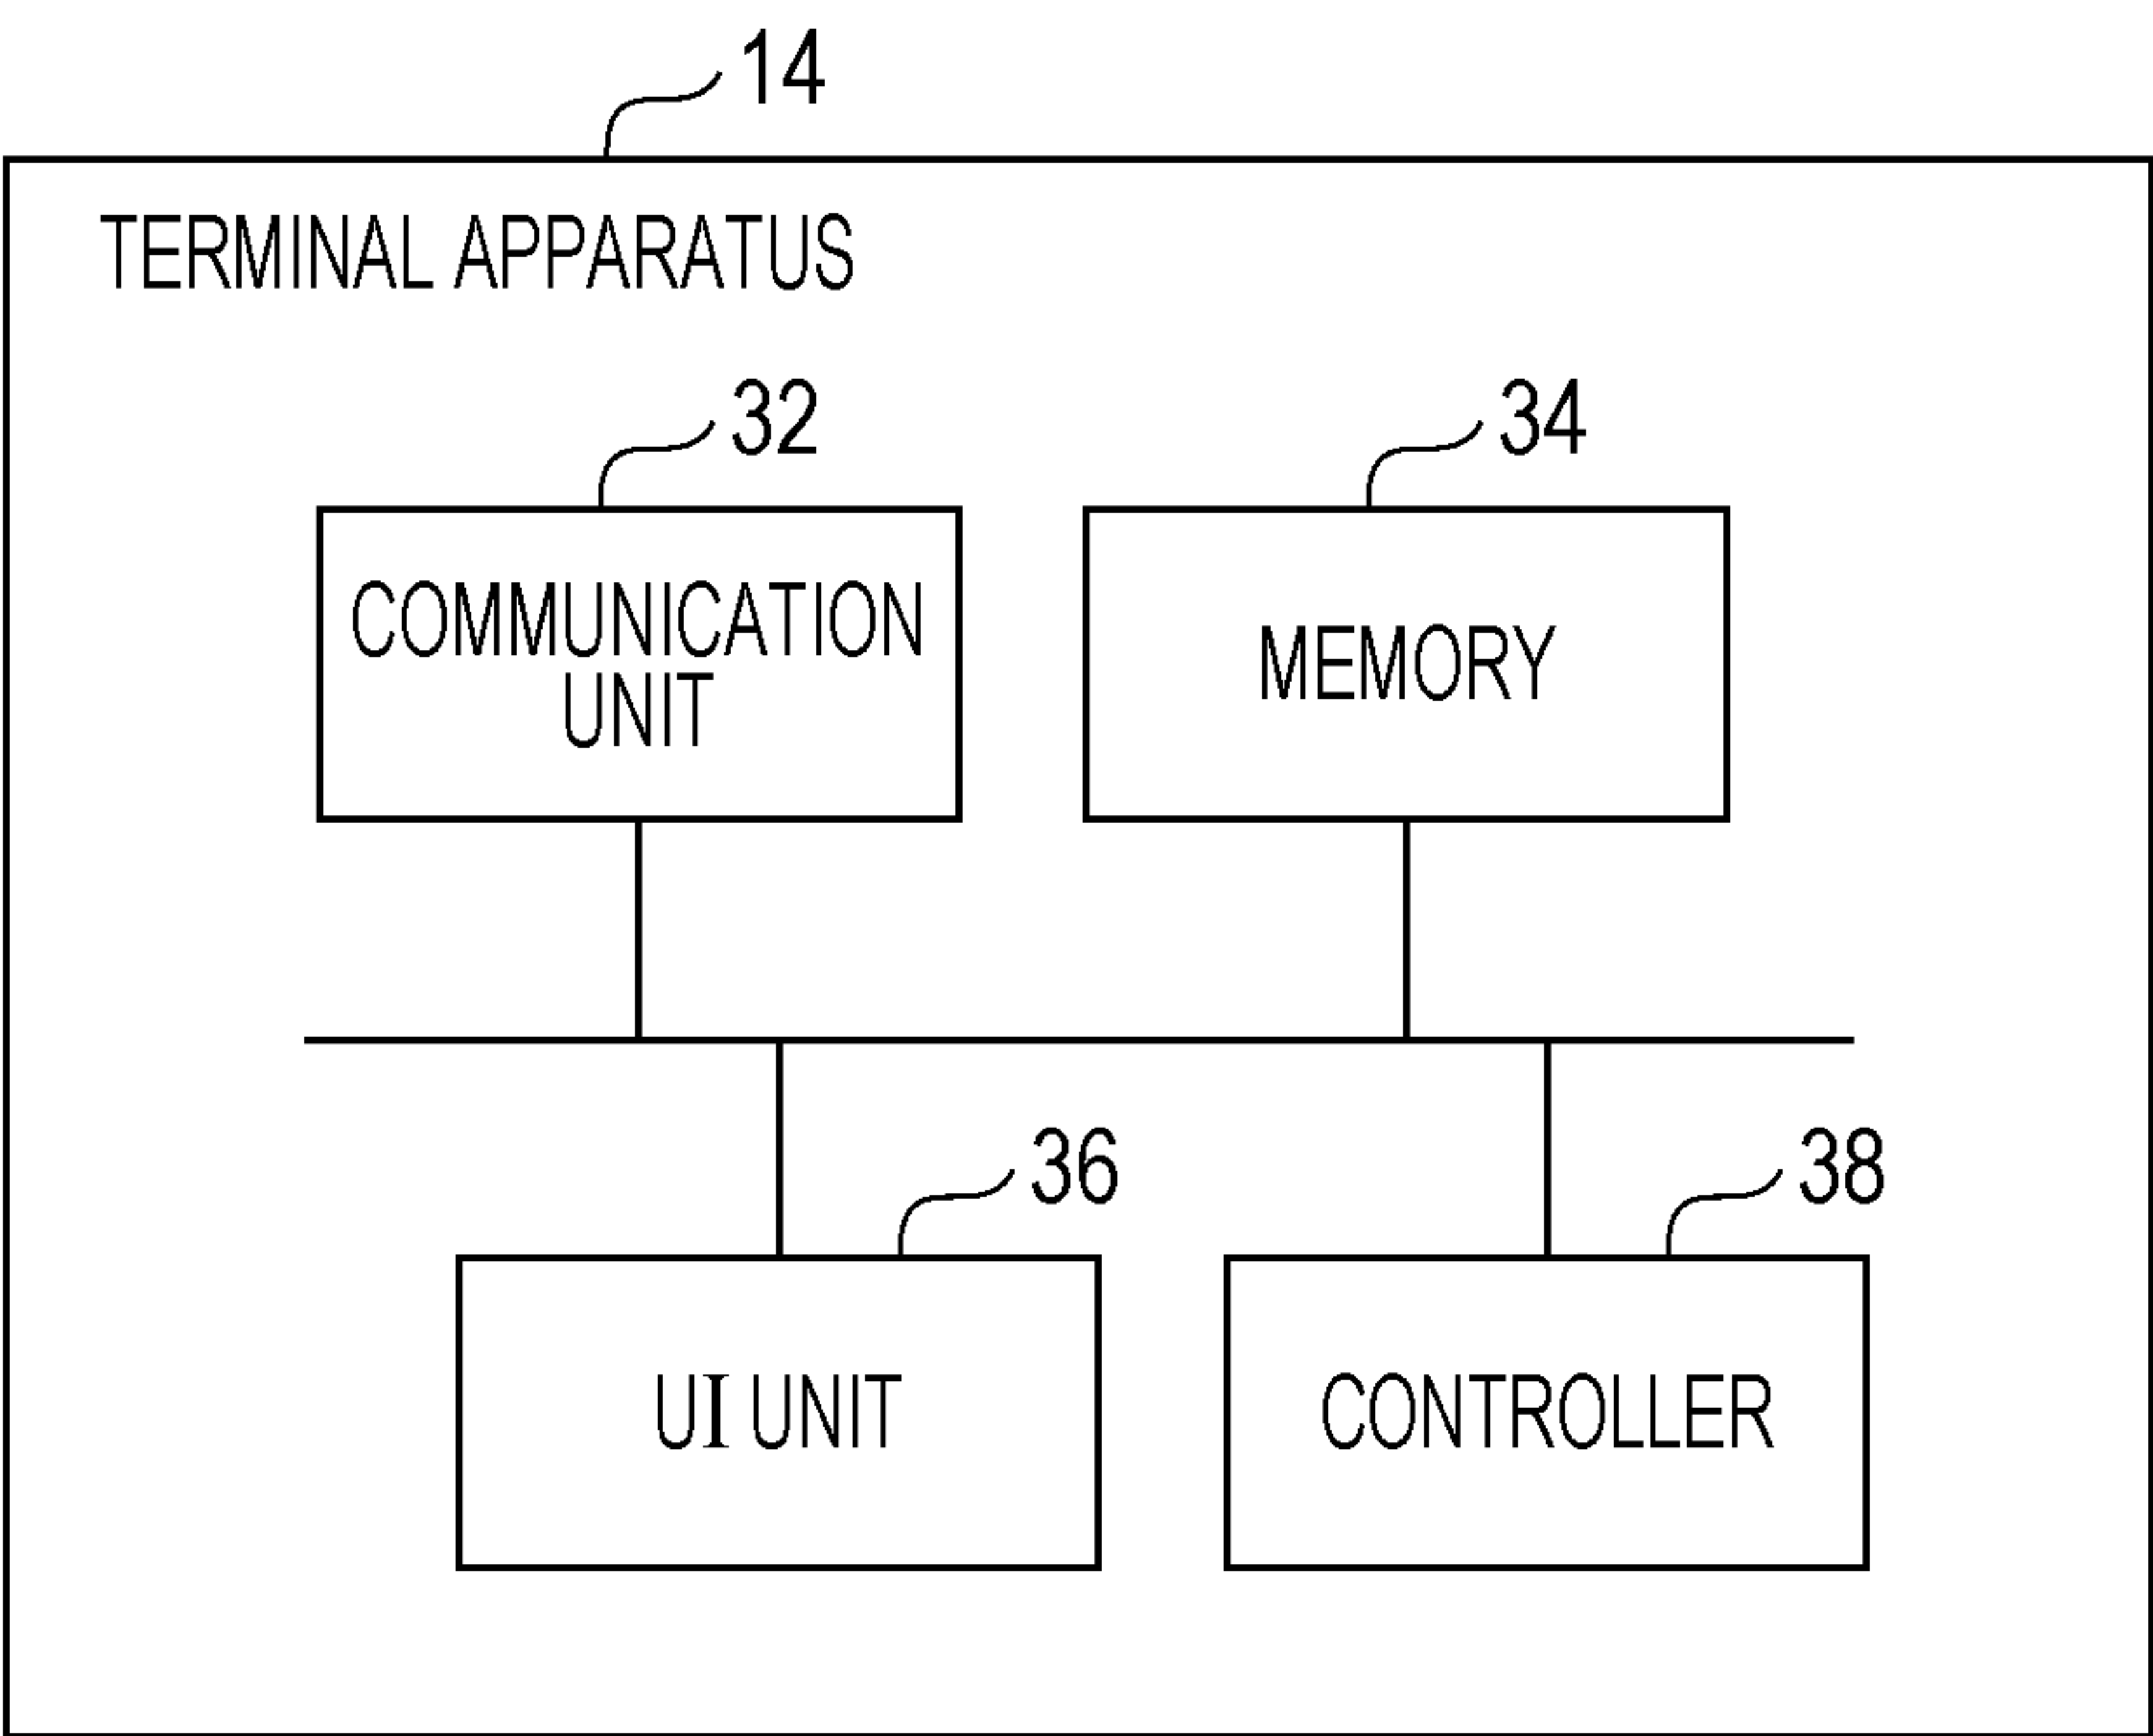 14
TERMINAL APPARATUS
32
34
COMMUNICATION
UNIT
MEMORY
36
38
UI UNIT
CONTROLLER